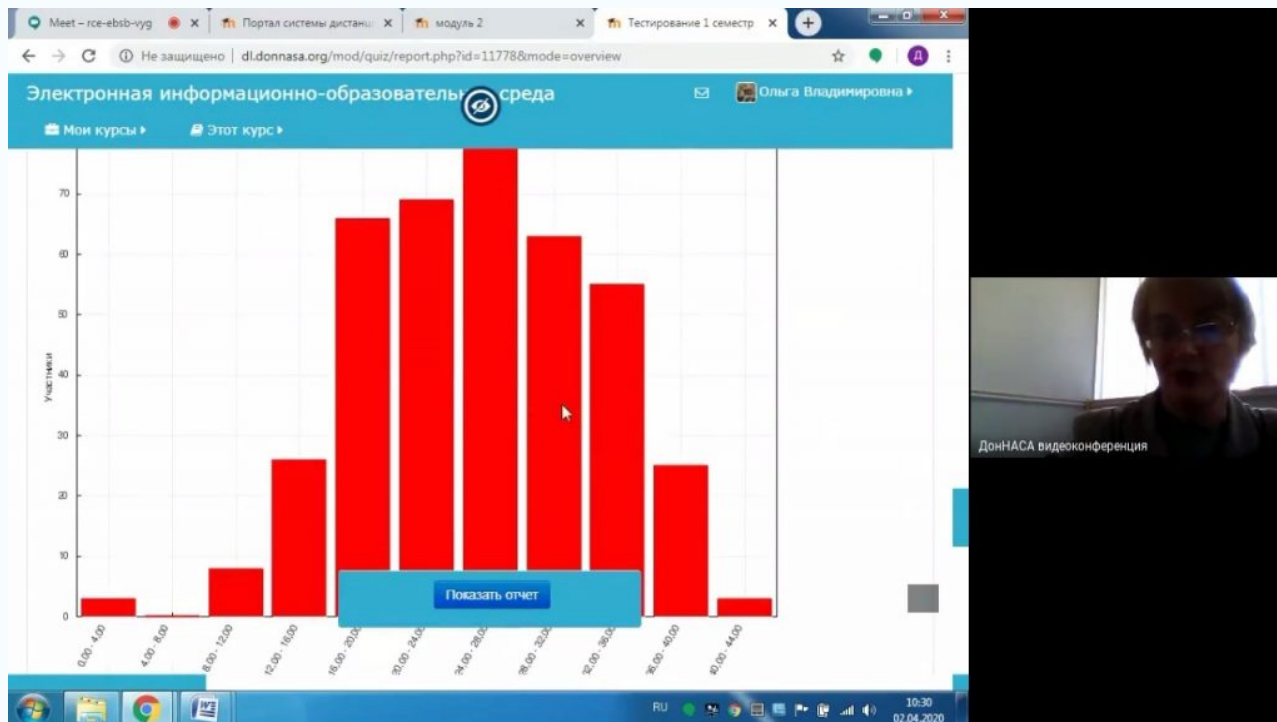 Meet – rce-ebsb-vyg
Портал системы дистанц
модуль 2
Тестирование 1 семестр
Не защищено | dl.donnasa.org/mod/quiz/report.php?id=11778&mode=overview
Д
Электронная информационно-образователь среда
Ольга Владимировна
Мои курсы
Этот курс
70
60
50
40
30
20
10
0
Участники
Показать отчет
0,00 - 4,00
4,00 - 8,00
8,00 - 12,00
12,00 - 16,00
16,00 - 20,00
20,00 - 24,00
24,00 - 28,00
28,00 - 32,00
32,00 - 36,00
36,00 - 40,00
40,00 - 44,00
ДонНАСА видеоконференция
RU
10:30
02.04.2020